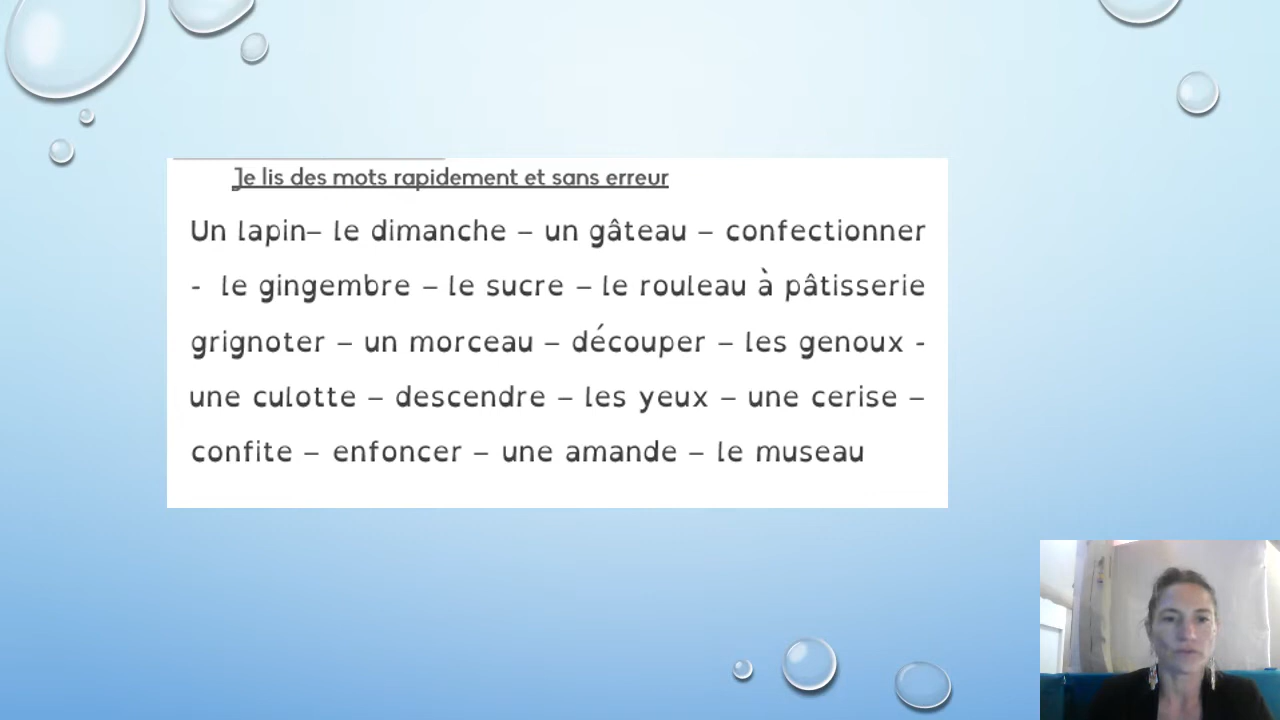 Je lis des mots rapidement et sans erreur
Un lapin– le dimanche – un gâteau – confectionner
- le gingembre – le sucre – le rouleau à pâtisserie
grignoter – un morceau – découper – les genoux -
une culotte – descendre – les yeux – une cerise –
confite – enfoncer – une amande – le museau